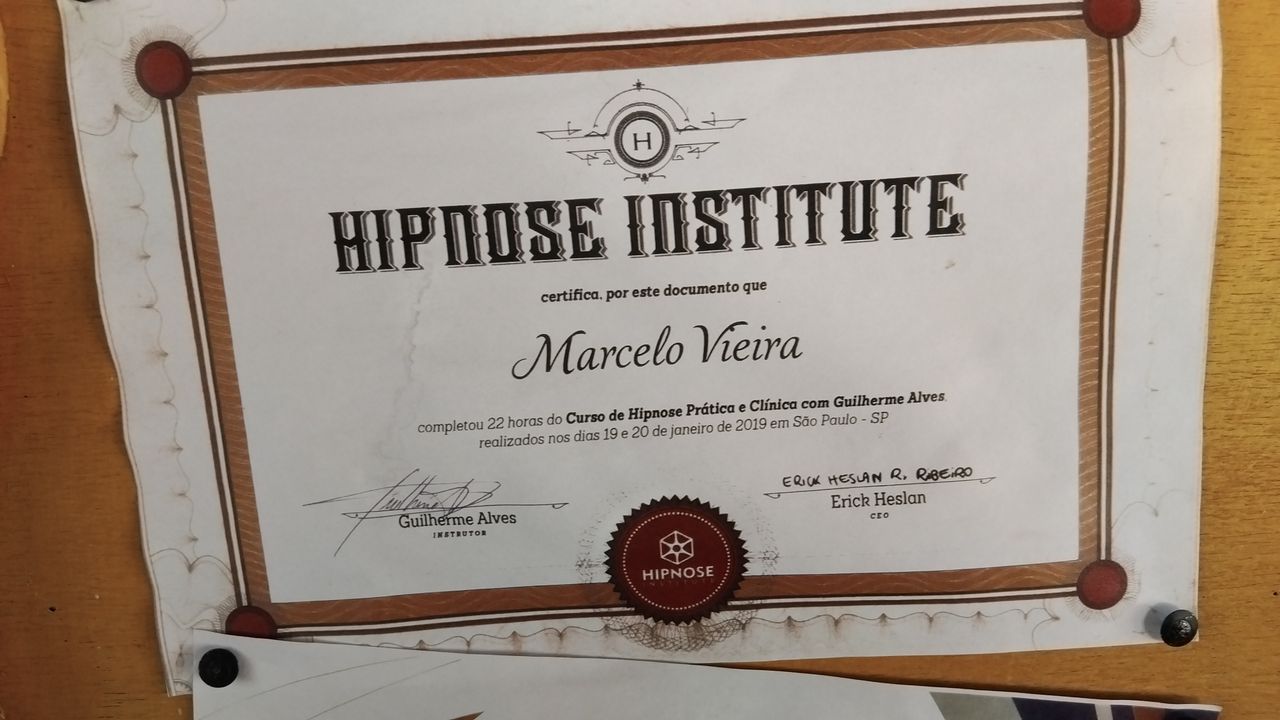 H
HIPNOSE INSTITUTE
certifica, por este documento que
Marcelo Vieira
completou 22 horas do Curso de Hipnose Prática e Clínica com Guilherme Alves,
realizados nos dias 19 e 20 de janeiro de 2019 em São Paulo - SP
Guilherme Alves
INSTRUTOR
ERICK HESLAN R. RIBEIRO
Erick Heslan
CEO
HIPNOSE